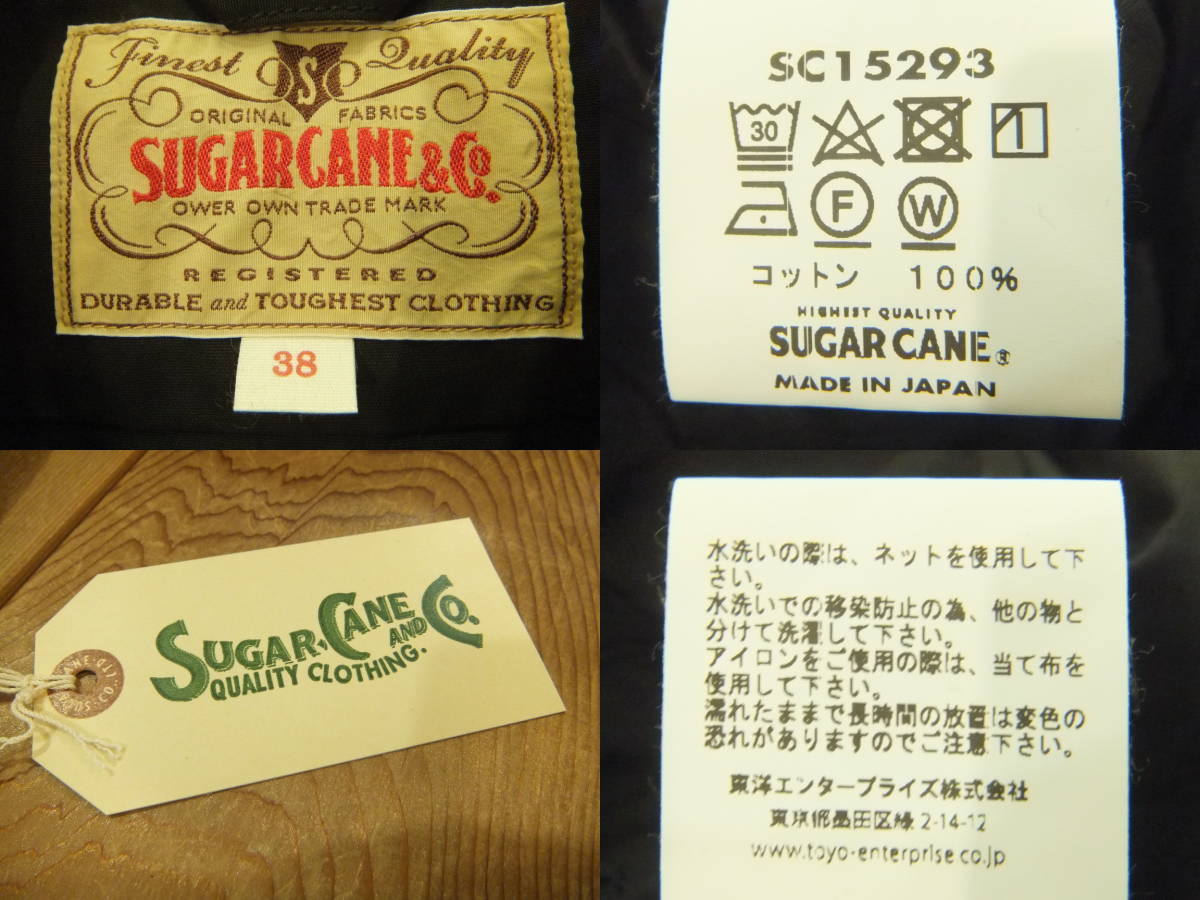 Finest Quality
S
ORIGINAL FABRICS
SUGAR CANE & Co.
OWER OWN TRADE MARK
REGISTERED
DURABLE and TOUGHEST CLOTHING
38
SC15293
30
1
F
W
コットン 100%
HIGHEST QUALITY
SUGAR CANE®
MADE IN JAPAN
SUGAR, CANE AND CO.
QUALITY CLOTHING.
水洗いの際は、ネットを使用して下
さい。
水洗いでの移染防止の為、他の物と
分けて洗濯して下さい。
アイロンをご使用の際は、当て布を
使用して下さい。
濡れたままで長時間の放置は変色の
恐れがありますのでご注意下さい。
東洋エンタープライズ株式会社
東京都墨田区緑 2-14-12
www.toyo-enterprise.co.jp